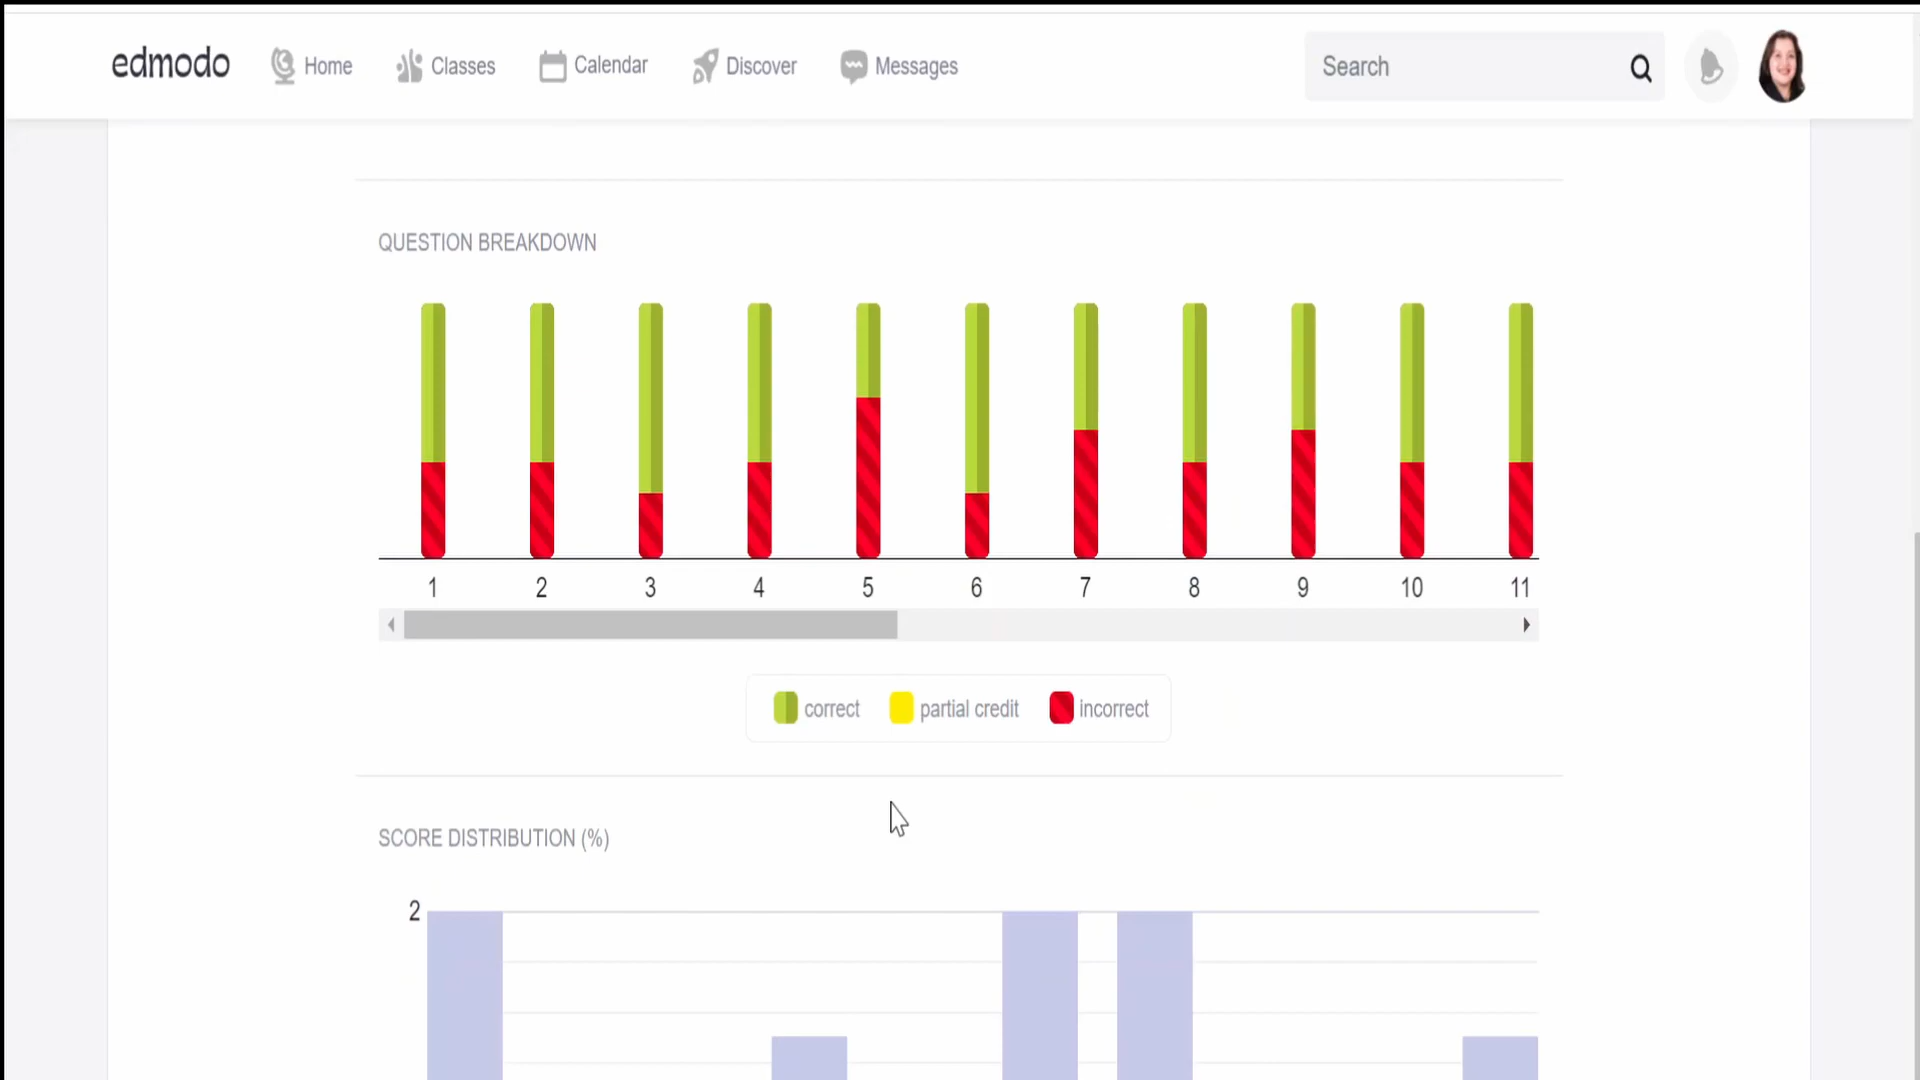 edmodo Home Classes Calendar Discover Messages Search
QUESTION BREAKDOWN
1 2 3 4 5 6 7 8 9 10 11
correct partial credit incorrect
SCORE DISTRIBUTION (%)
2